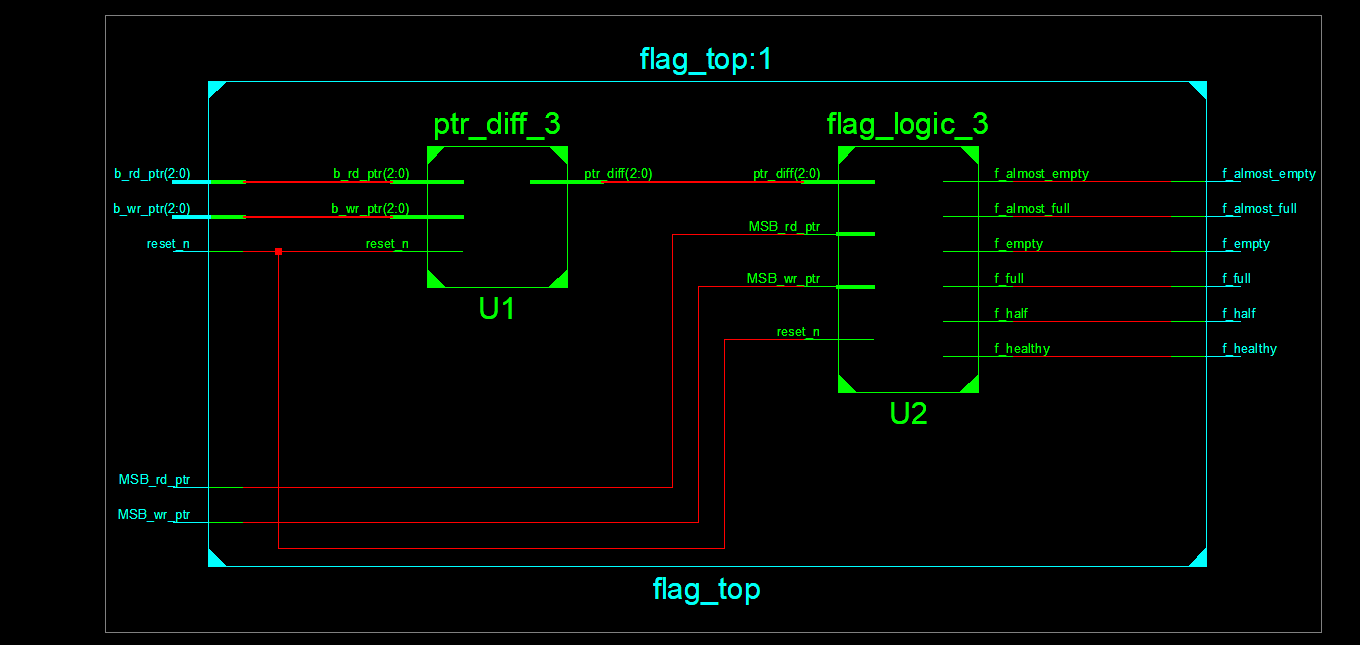 flag_top:1
ptr_diff_3
flag_logic_3
b_rd_ptr(2:0)
b_rd_ptr(2:0)
ptr_diff(2:0)
ptr_diff(2:0)
f_almost_empty
f_almost_empty
b_wr_ptr(2:0)
b_wr_ptr(2:0)
f_almost_full
f_almost_full
MSB_rd_ptr
reset_n
reset_n
f_empty
f_empty
MSB_wr_ptr
f_full
f_full
U1
f_half
f_half
reset_n
f_healthy
f_healthy
U2
MSB_rd_ptr
MSB_wr_ptr
flag_top